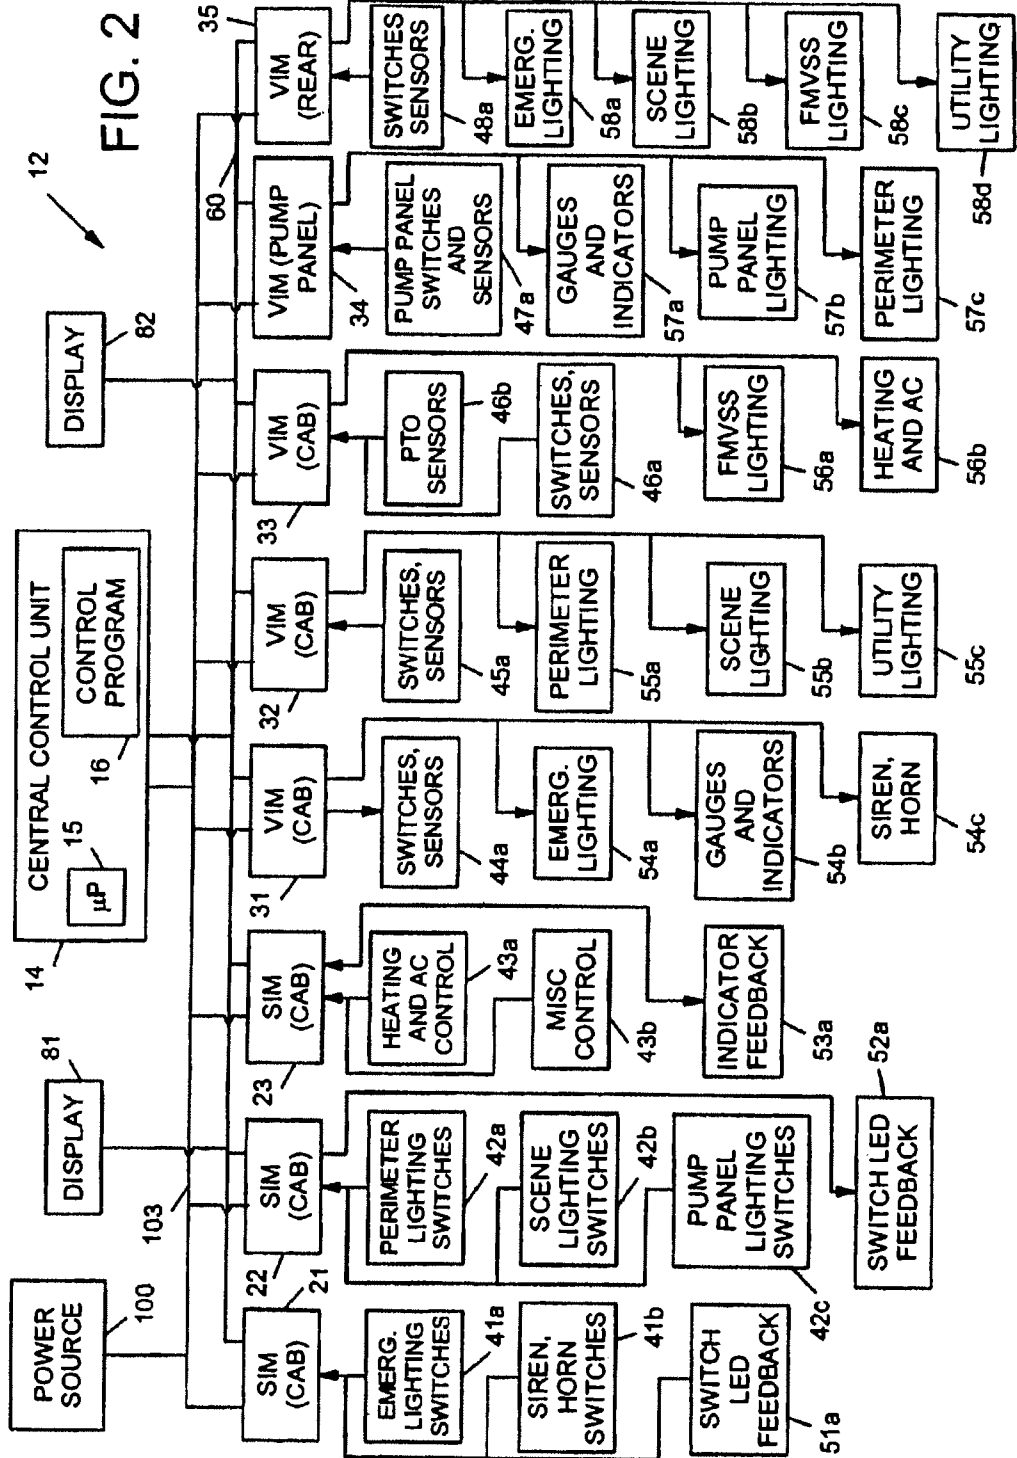 FIG. 2
12
POWER
SOURCE
100
103
DISPLAY
81
CENTRAL CONTROL UNIT
14
µP
15
CONTROL
PROGRAM
16
DISPLAY
82
60
SIM
(CAB)
21
EMERG.
LIGHTING
SWITCHES
41a
SIREN,
HORN
SWITCHES
41b
SWITCH
LED
FEEDBACK
51a
SIM
(CAB)
22
PERIMETER
LIGHTING
SWITCHES
42a
SCENE
LIGHTING
SWITCHES
42b
PUMP
PANEL
LIGHTING
SWITCHES
42c
SWITCH LED
FEEDBACK
52a
SIM
(CAB)
23
HEATING
AND AC
CONTROL
43a
MISC
CONTROL
43b
INDICATOR
FEEDBACK
53a
VIM
(CAB)
31
SWITCHES,
SENSORS
44a
EMERG.
LIGHTING
54a
GAUGES
AND
INDICATORS
54b
SIREN,
HORN
54c
VIM
(CAB)
32
SWITCHES,
SENSORS
45a
PERIMETER
LIGHTING
55a
SCENE
LIGHTING
55b
UTILITY
LIGHTING
55c
VIM
(CAB)
33
PTO
SENSORS
46b
SWITCHES,
SENSORS
46a
FMVSS
LIGHTING
56a
HEATING
AND AC
56b
VIM (PUMP
PANEL)
34
PUMP PANEL
SWITCHES
AND
SENSORS
47a
GAUGES
AND
INDICATORS
57a
PUMP
PANEL
LIGHTING
57b
PERIMETER
LIGHTING
57c
VIM
(REAR)
35
SWITCHES
SENSORS
48a
EMERG.
LIGHTING
58a
SCENE
LIGHTING
58b
FMVSS
LIGHTING
58c
UTILITY
LIGHTING
58d